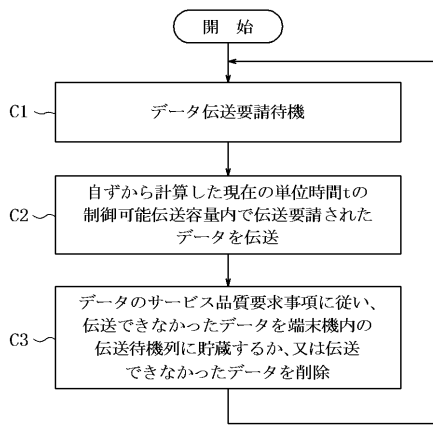 開 始
C1
データ伝送要請待機
C2
自ずから計算した現在の単位時間tの
制御可能伝送容量内で伝送要請された
データを伝送
C3
データのサービス品質要求事項に従い、
伝送できなかったデータを端末機内の
伝送待機列に貯蔵するか、又は伝送
できなかったデータを削除